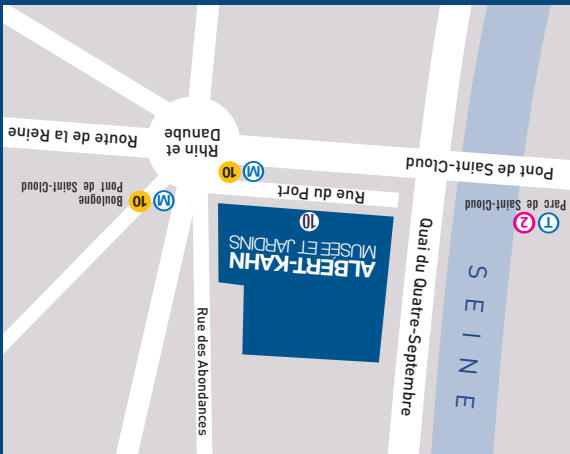 SEINE
T 2
Parc de Saint-Cloud
Quai du Quatre-Septembre
Rue des Abondances
ALBERT-KAHN
MUSÉE ET JARDINS
10
Rue du Port
M 10
Boulogne
Pont de Saint-Cloud
M 10
Pont de Saint-Cloud
Rhin et
Danube
Route de la Reine